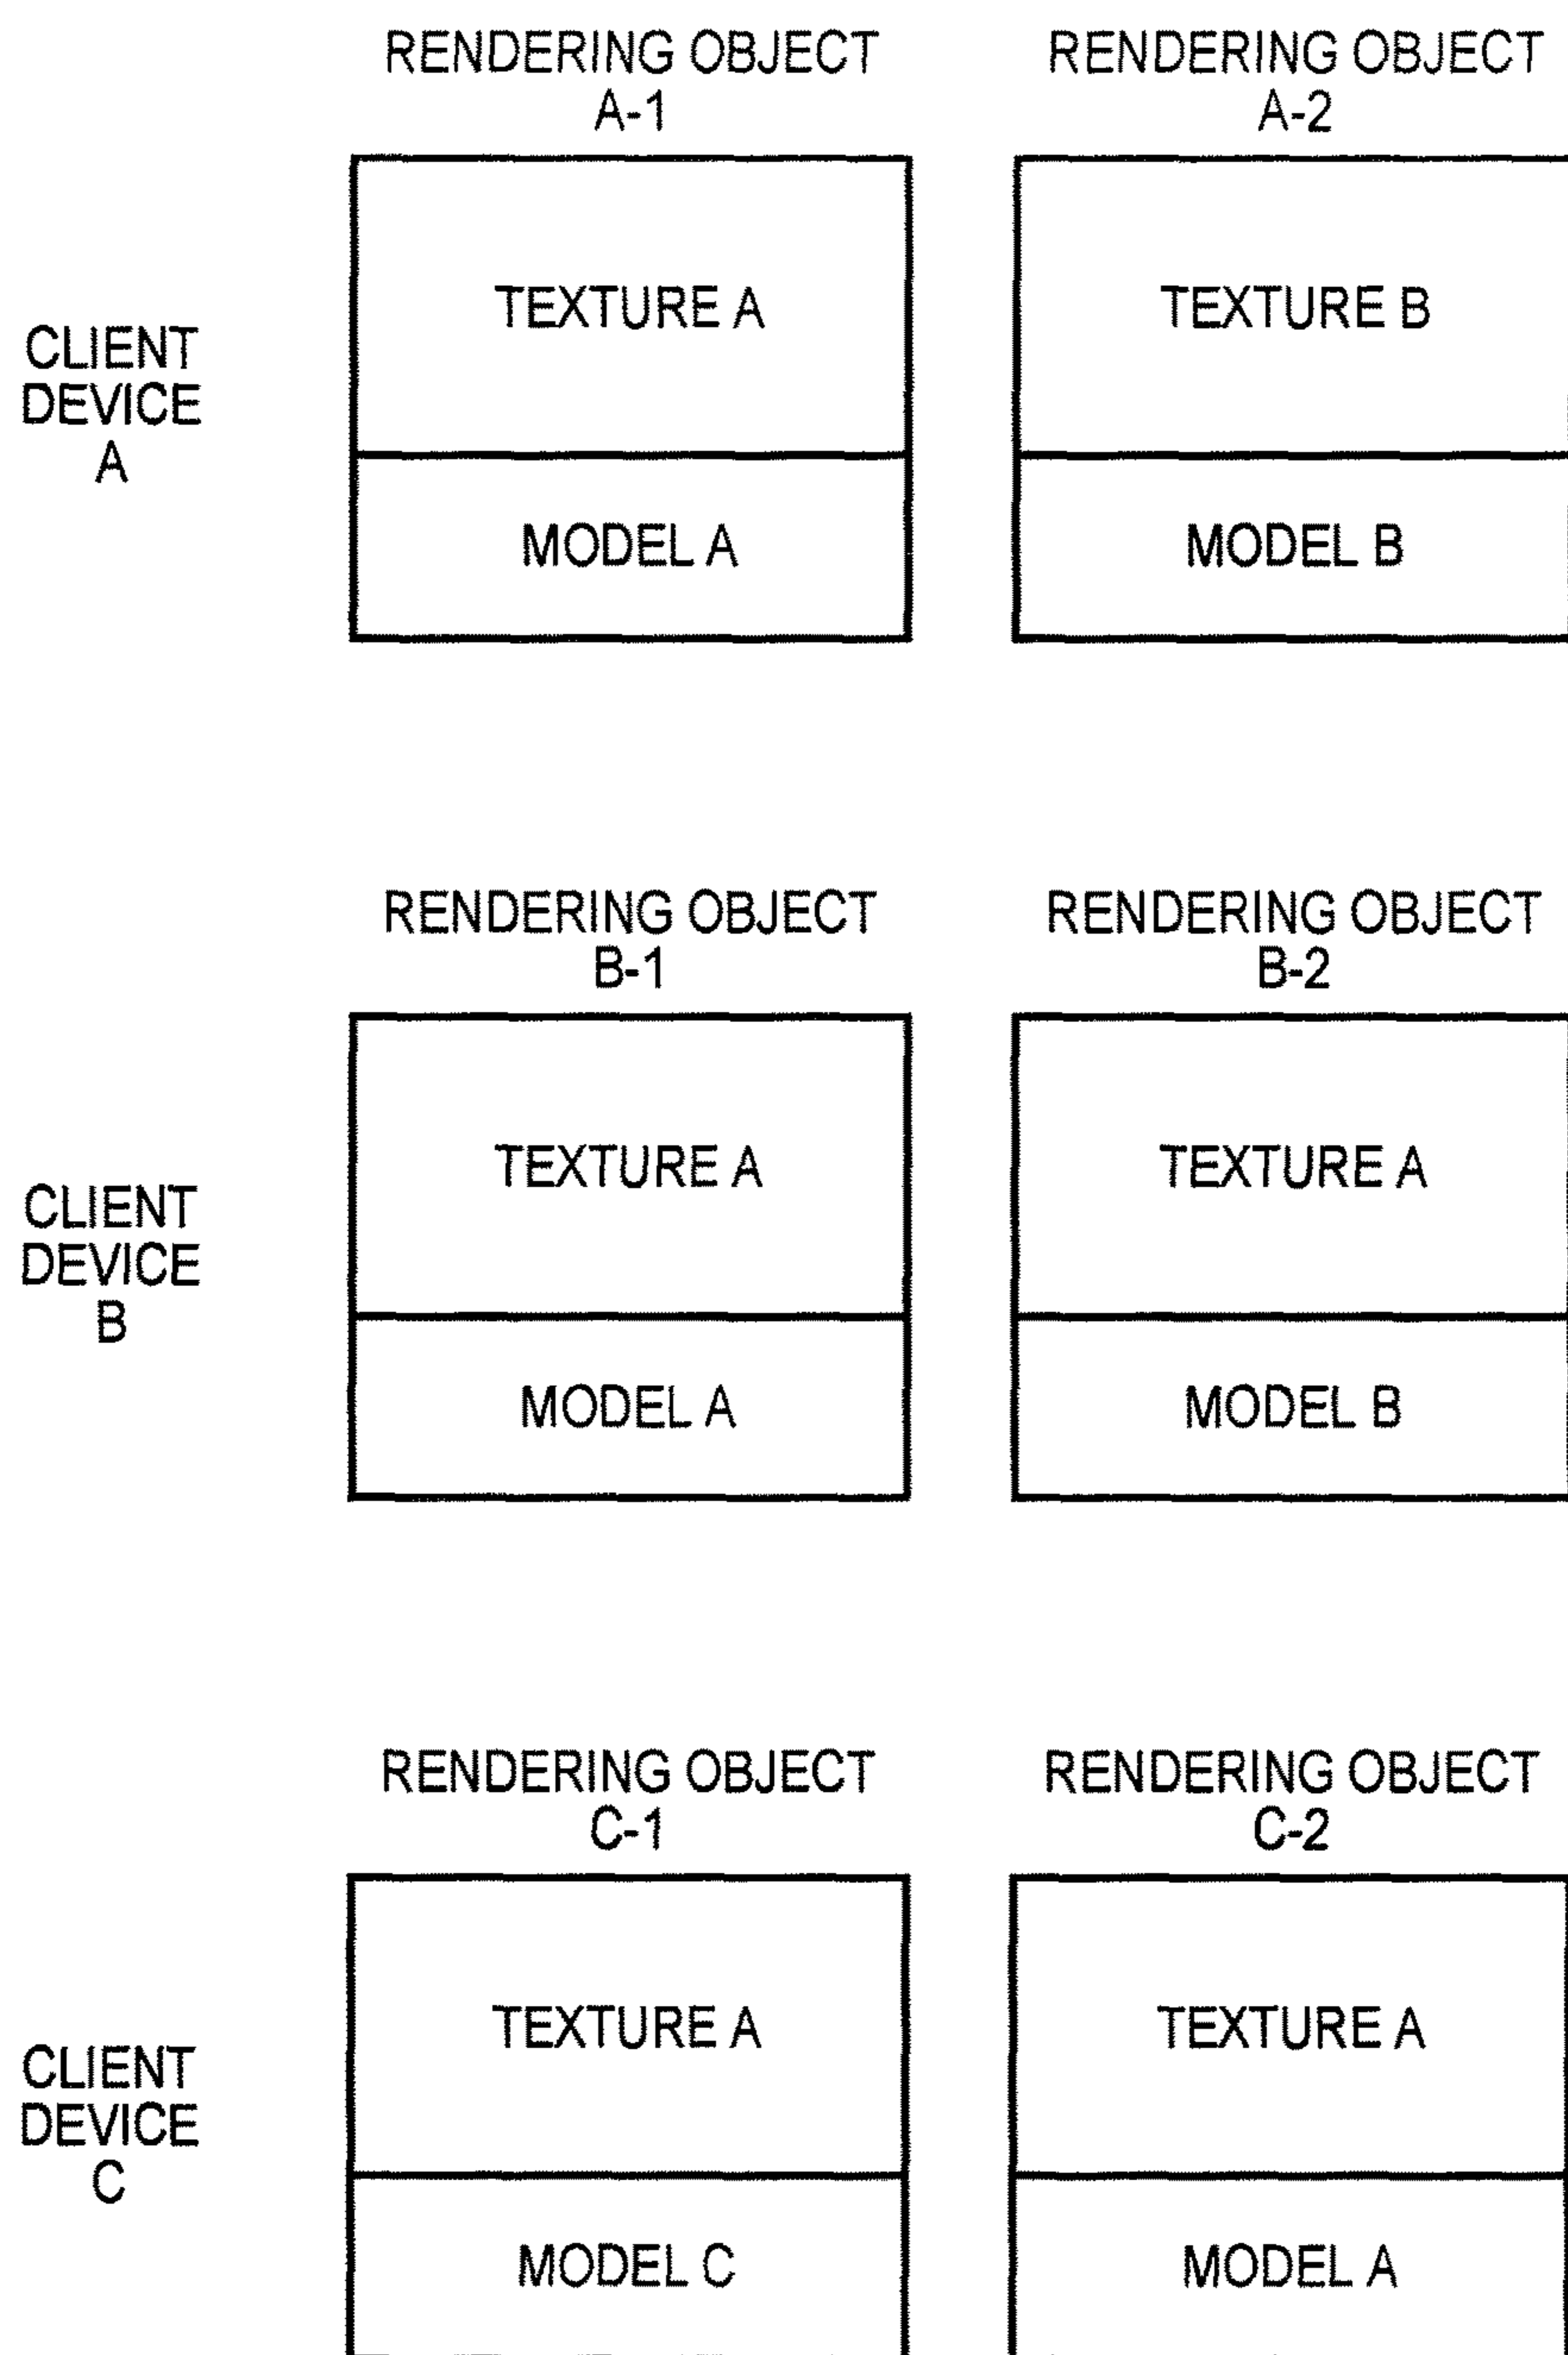 RENDERING OBJECT
A-1
RENDERING OBJECT
A-2
CLIENT
DEVICE
A
TEXTURE A
MODEL A
TEXTURE B
MODEL B
RENDERING OBJECT
B-1
RENDERING OBJECT
B-2
CLIENT
DEVICE
B
TEXTURE A
MODEL A
TEXTURE A
MODEL B
RENDERING OBJECT
C-1
RENDERING OBJECT
C-2
CLIENT
DEVICE
C
TEXTURE A
MODEL C
TEXTURE A
MODEL A